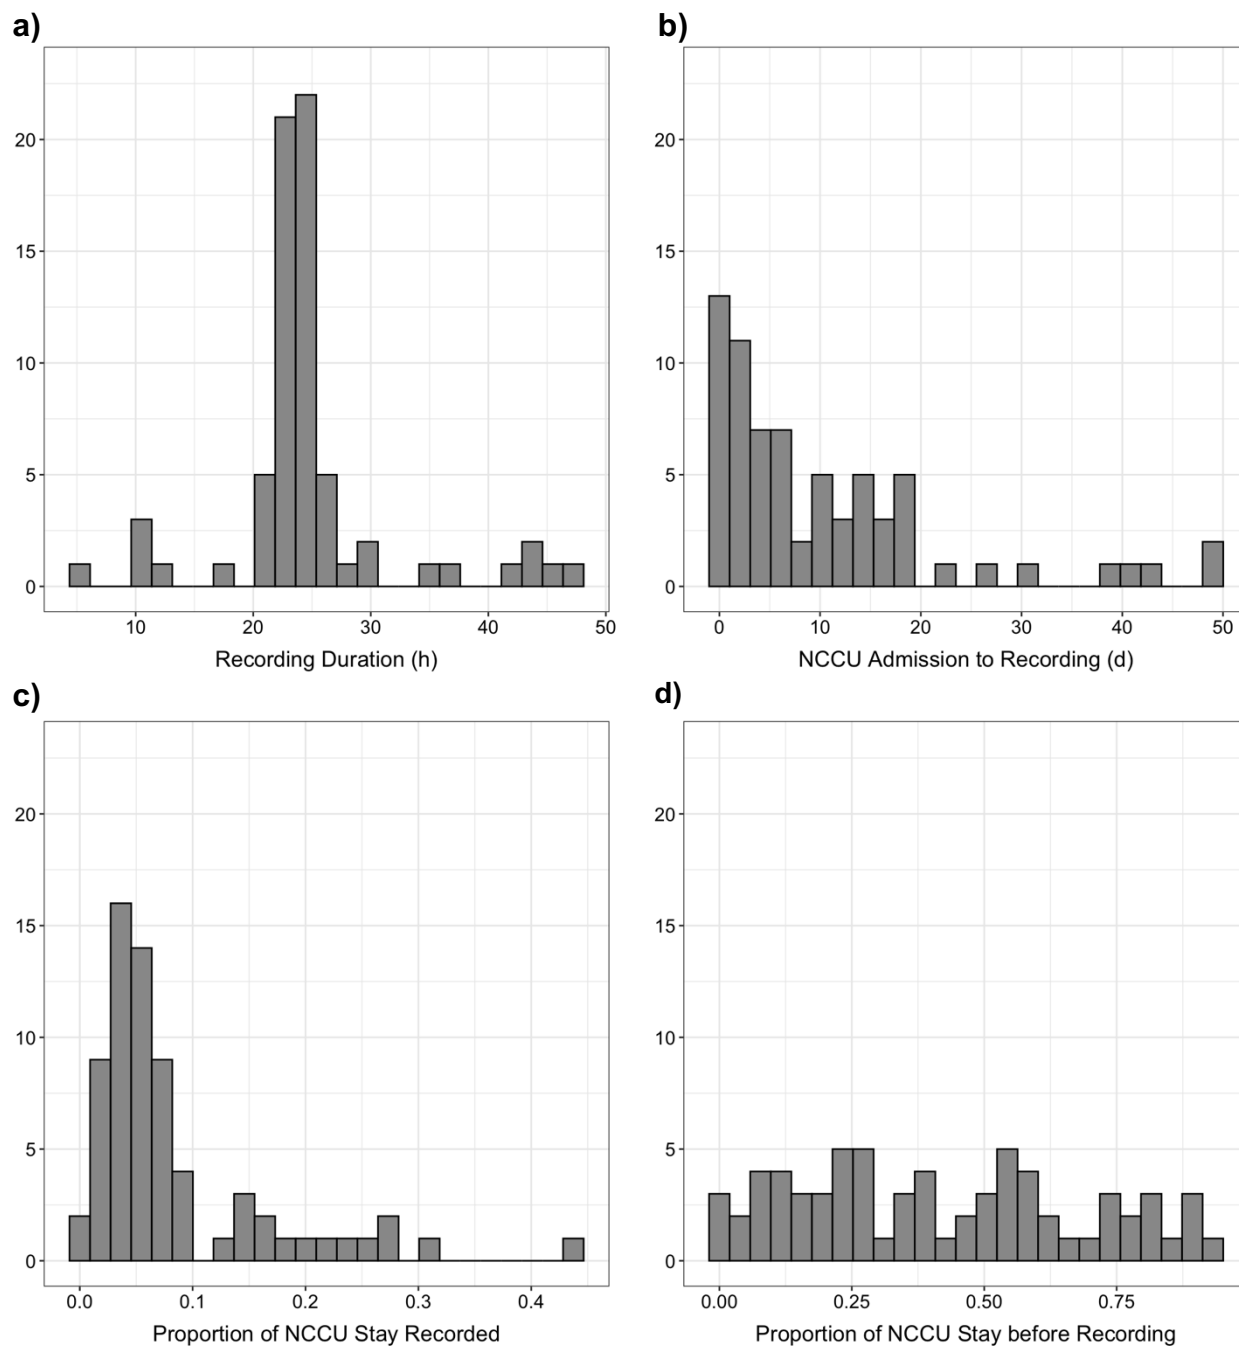 a)
20
15
10
5
0
10 20 30 40 50
Recording Duration (h)
b)
20
15
10
5
0
0 10 20 30 40 50
NCCU Admission to Recording (d)
c)
20
15
10
5
0
0.0 0.1 0.2 0.3 0.4
Proportion of NCCU Stay Recorded
d)
20
15
10
5
0
0.00 0.25 0.50 0.75
Proportion of NCCU Stay before Recording